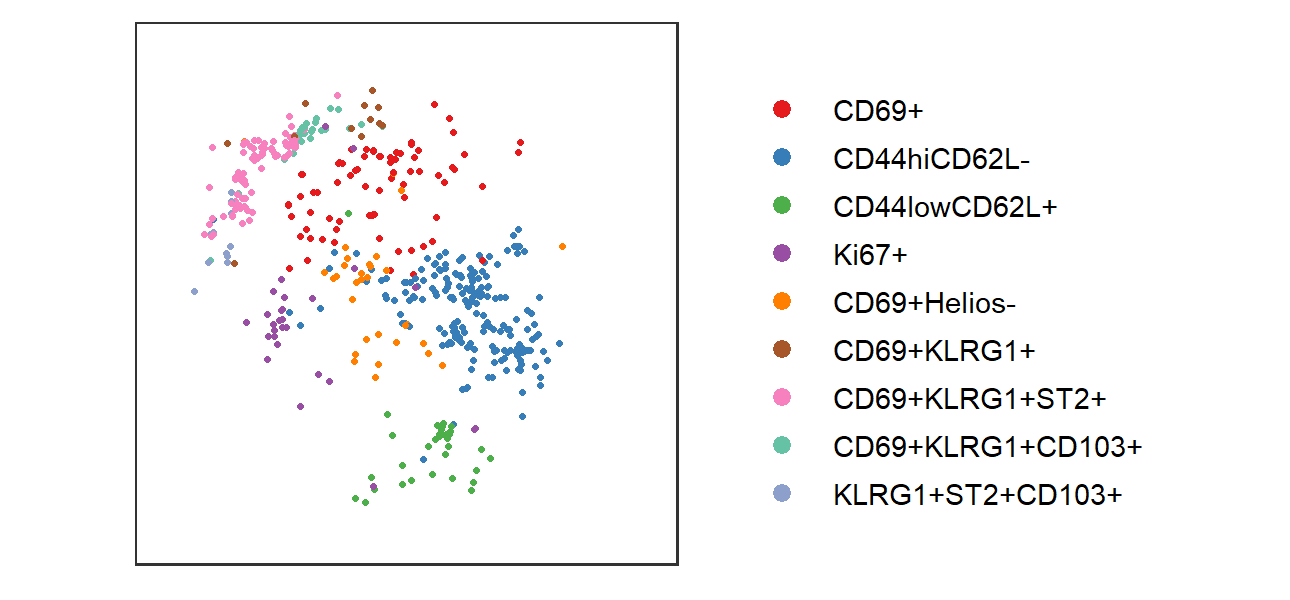 CD69+
CD44hiCD62L-
CD44lowCD62L+
Ki67+
CD69+Helios-
CD69+KLRG1+
CD69+KLRG1+ST2+
CD69+KLRG1+CD103+
KLRG1+ST2+CD103+